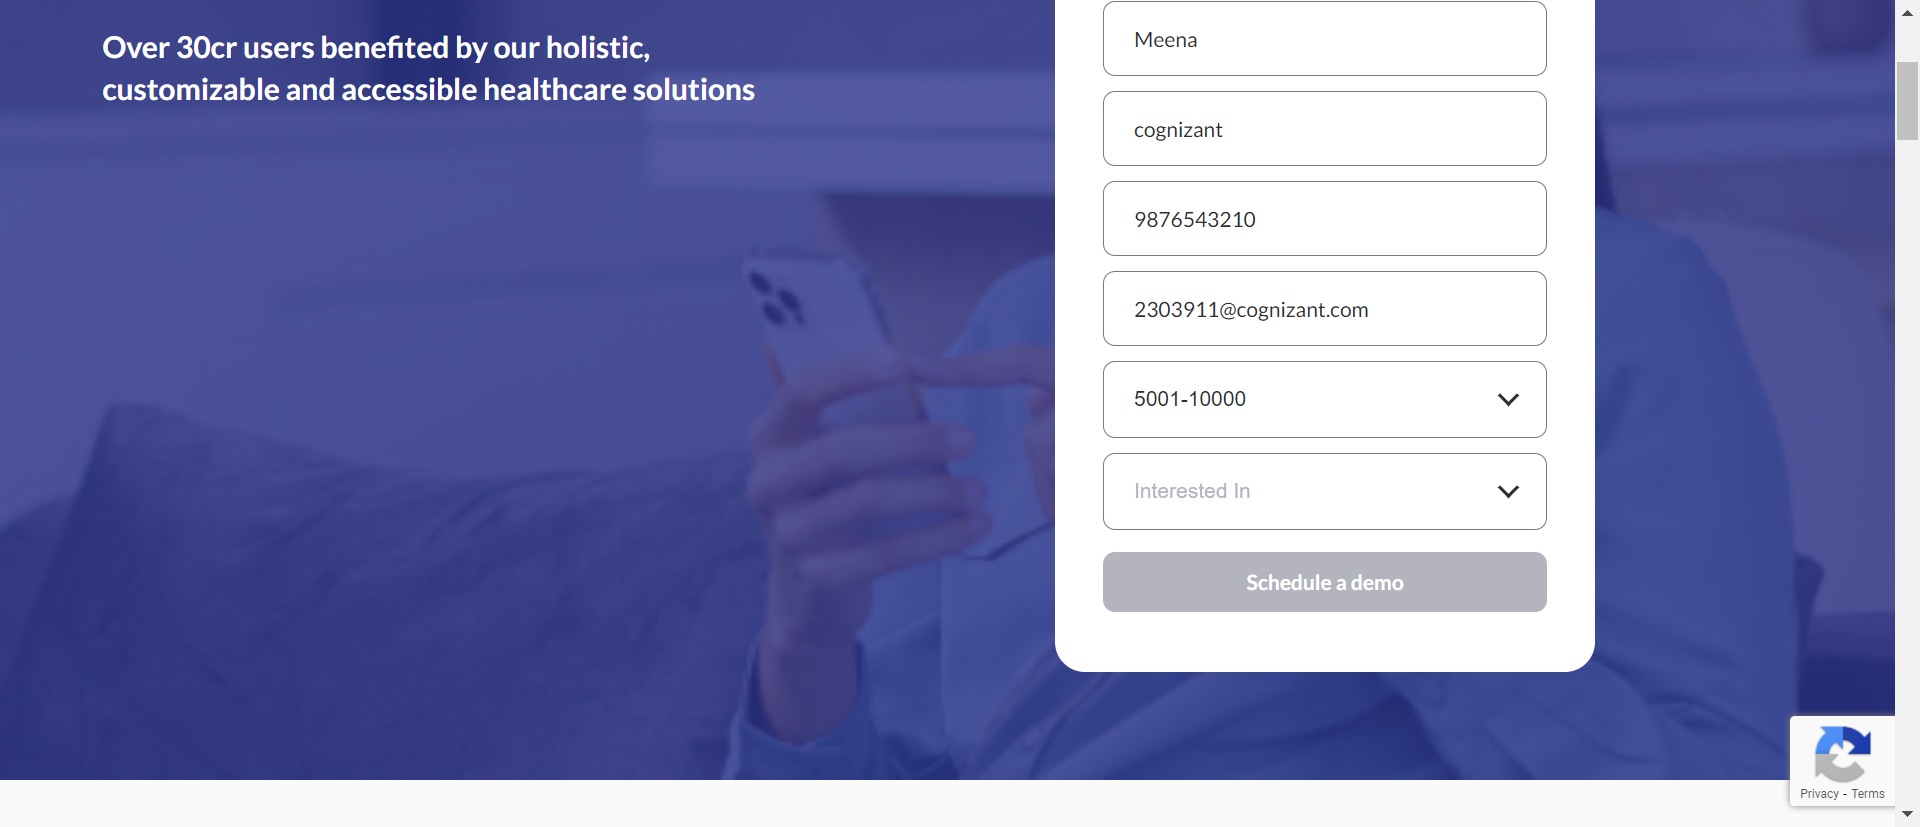 Over 30cr users benefited by our holistic,
customizable and accessible healthcare solutions
Meena
cognizant
9876543210
2303911@cognizant.com
5001-10000
Interested In
Schedule a demo
Privacy - Terms